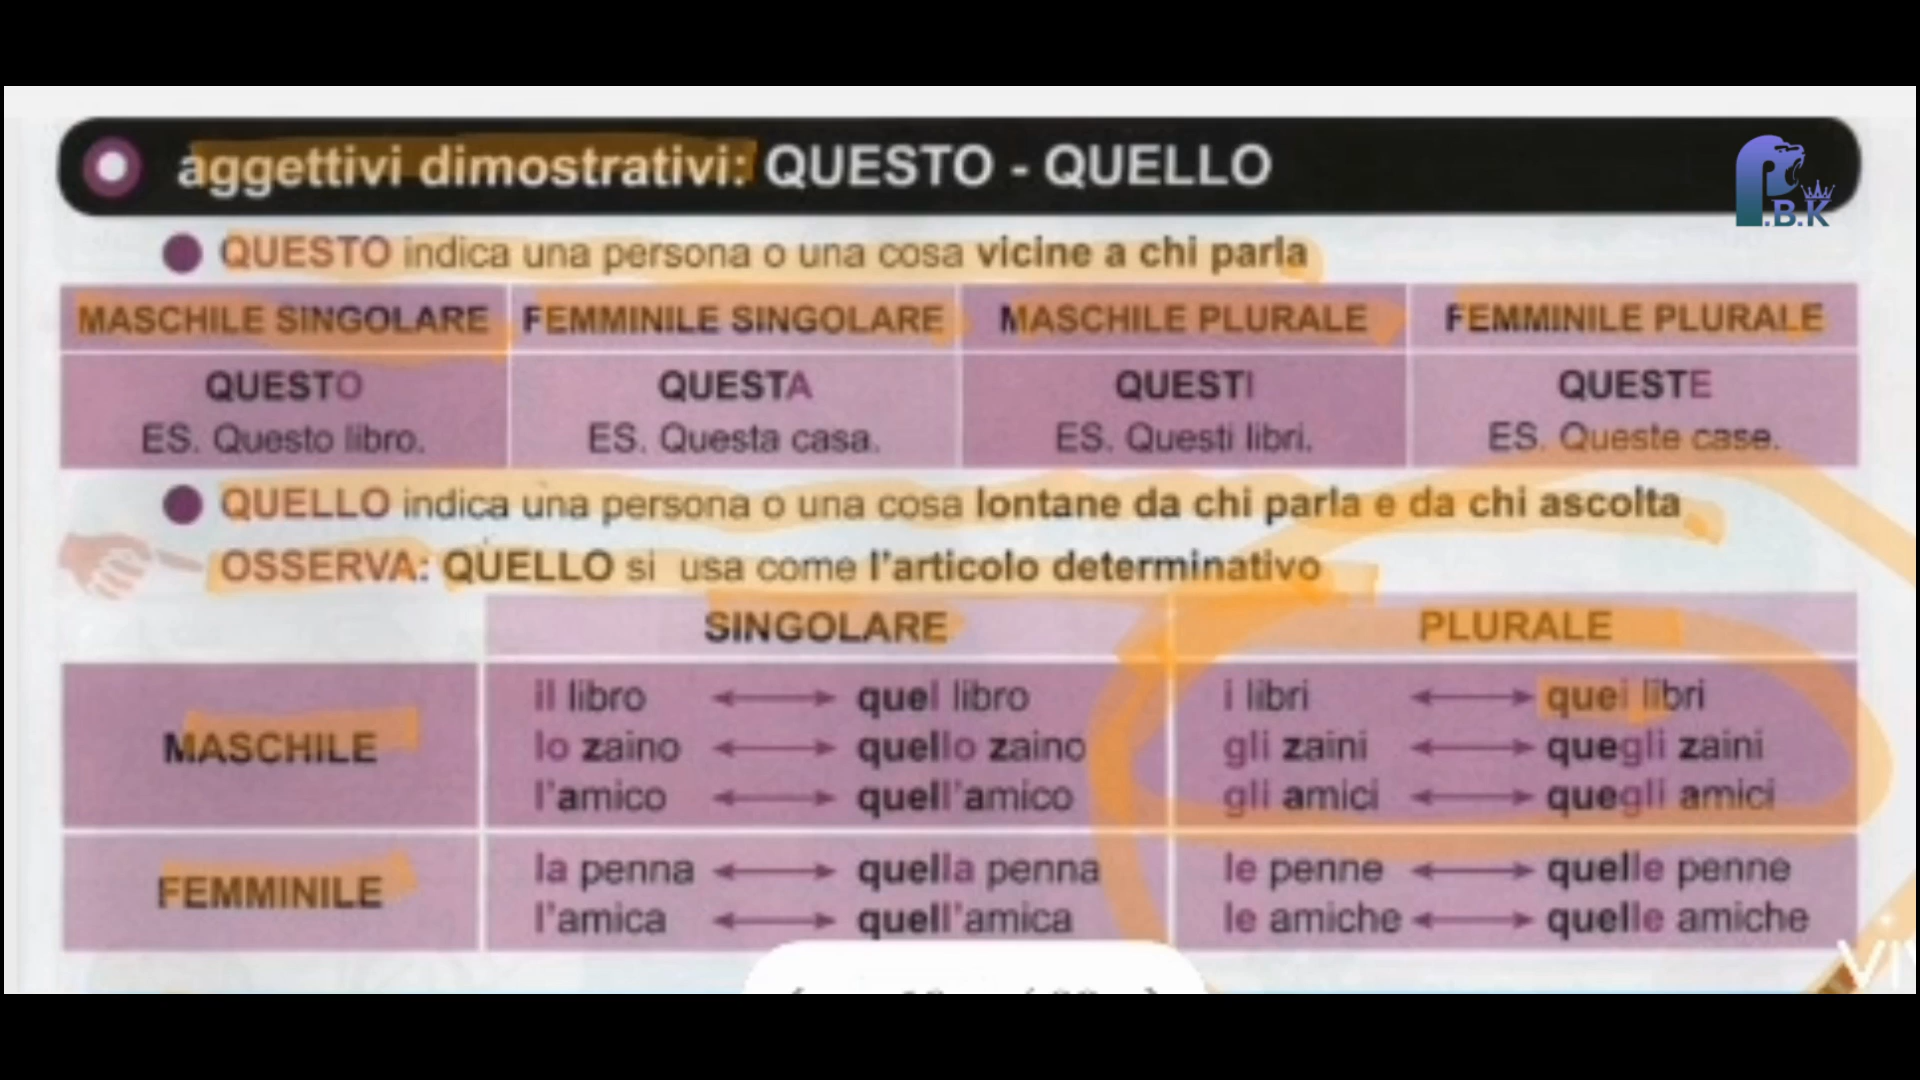 aggettivi dimostrativi: QUESTO - QUELLO
.B.K
QUESTO indica una persona o una cosa vicine a chi parla
MASCHILE SINGOLARE FEMMINILE SINGOLARE MASCHILE PLURALE FEMMINILE PLURALE
QUESTO QUESTA QUESTI QUESTE
ES. Questo libro. ES. Questa casa. ES. Questi libri. ES. Queste case.
QUELLO indica una persona o una cosa lontane da chi parla e da chi ascolta
OSSERVA: QUELLO si usa come l'articolo determinativo
SINGOLARE PLURALE
MASCHILE
il libro quel libro i libri quei libri
lo zaino quello zaino gli zaini quegli zaini
l'amico quell'amico gli amici quegli amici
FEMMINILE
la penna quella penna le penne quelle penne
l'amica quell'amica le amiche quelle amiche